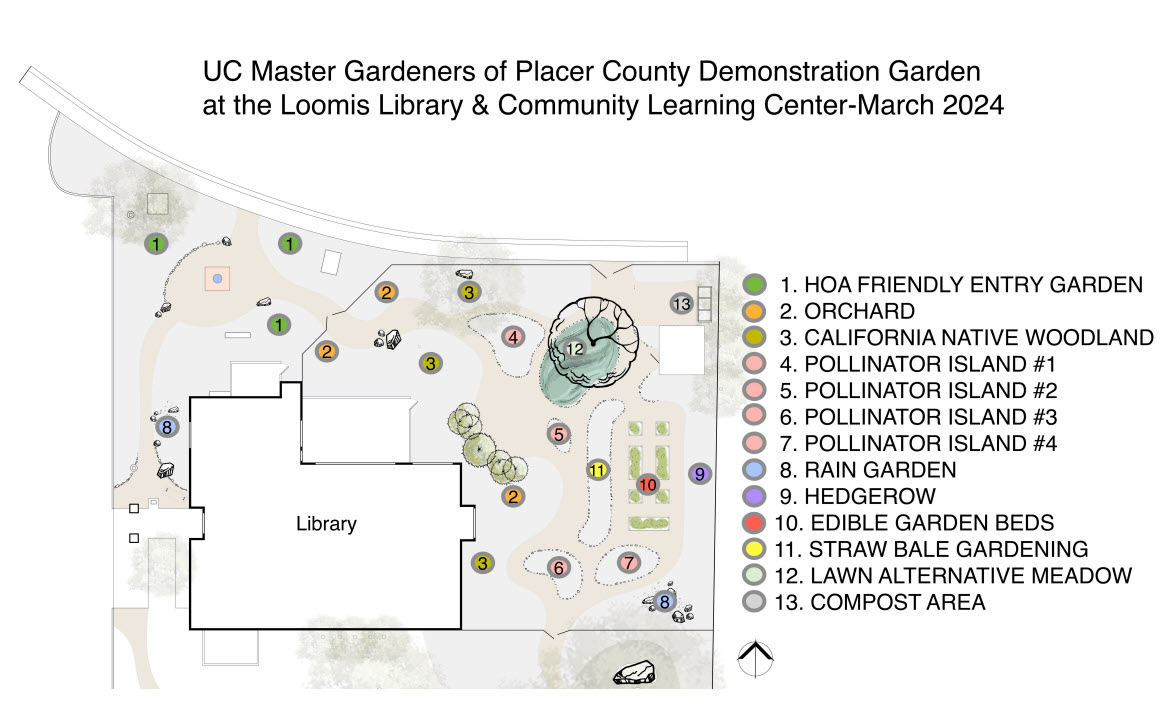 UC Master Gardeners of Placer County Demonstration Garden
at the Loomis Library & Community Learning Center-March 2024
1
1
2
3
13
1. HOA FRIENDLY ENTRY GARDEN
2. ORCHARD
3. CALIFORNIA NATIVE WOODLAND
4. POLLINATOR ISLAND #1
5. POLLINATOR ISLAND #2
6. POLLINATOR ISLAND #3
7. POLLINATOR ISLAND #4
8. RAIN GARDEN
9. HEDGEROW
10. EDIBLE GARDEN BEDS
11. STRAW BALE GARDENING
12. LAWN ALTERNATIVE MEADOW
13. COMPOST AREA
1
4
2
12
3
8
5
11
9
10
2
Library
3
6
7
8